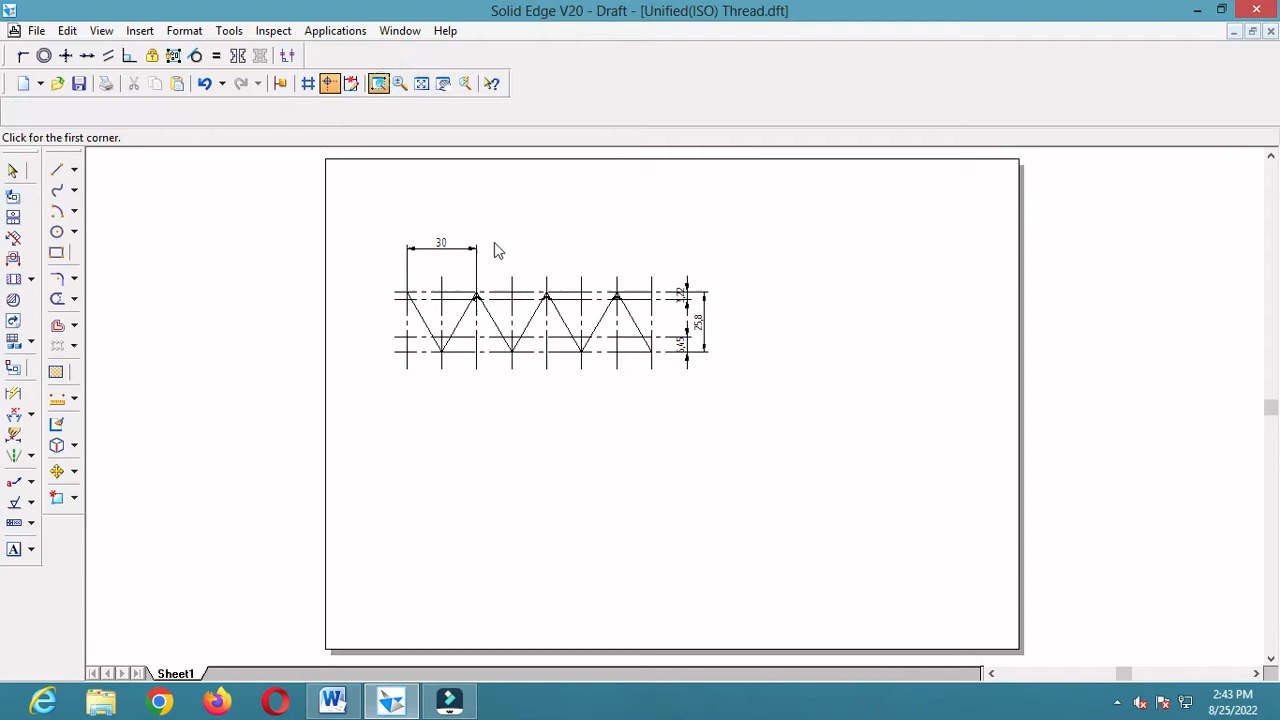 Solid Edge V20 - Draft - [Unified(ISO) Thread.dft]
File Edit View Insert Format Tools Inspect Applications Window Help
Click for the first corner.
30
25,8
A
Sheet1
2:43 PM
8/25/2022